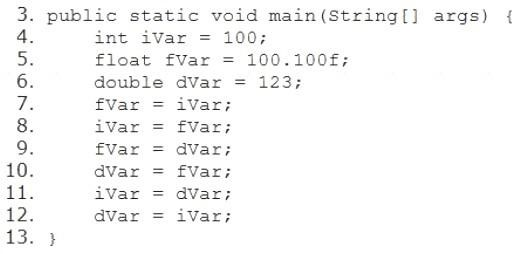 3. public static void main(String[] args) {
4.     int iVar = 100;
5.     float fVar = 100.100f;
6.     double dVar = 123;
7.     fVar = iVar;
8.     iVar = fVar;
9.     fVar = dVar;
10.     dVar = fVar;
11.     iVar = dVar;
12.     dVar = iVar;
13. }